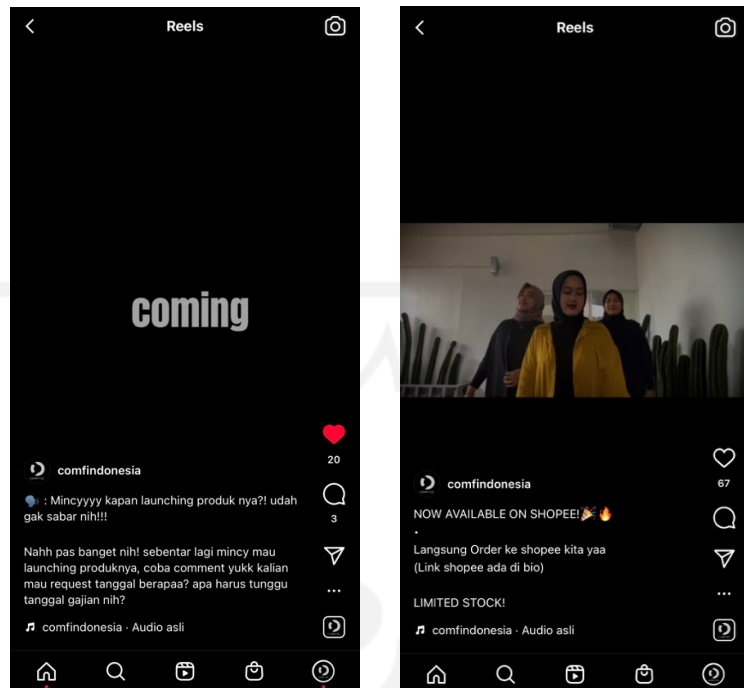 Reels
coming
20
comfindonesia
🗣 : Mincyyyy kapan launching produk nya?! udah
gak sabar nih!!!
3
Nahh pas banget nih! sebentar lagi mincy mau
launching produknya, coba comment yukk kalian
mau request tanggal berapaa? apa harus tunggu
tanggal gajian nih?
comfindonesia · Audio asli
Reels
67
comfindonesia
NOW AVAILABLE ON SHOPEE!🎉🔥
•
Langsung Order ke shopee kita yaa
(Link shopee ada di bio)
LIMITED STOCK!
comfindonesia · Audio asli